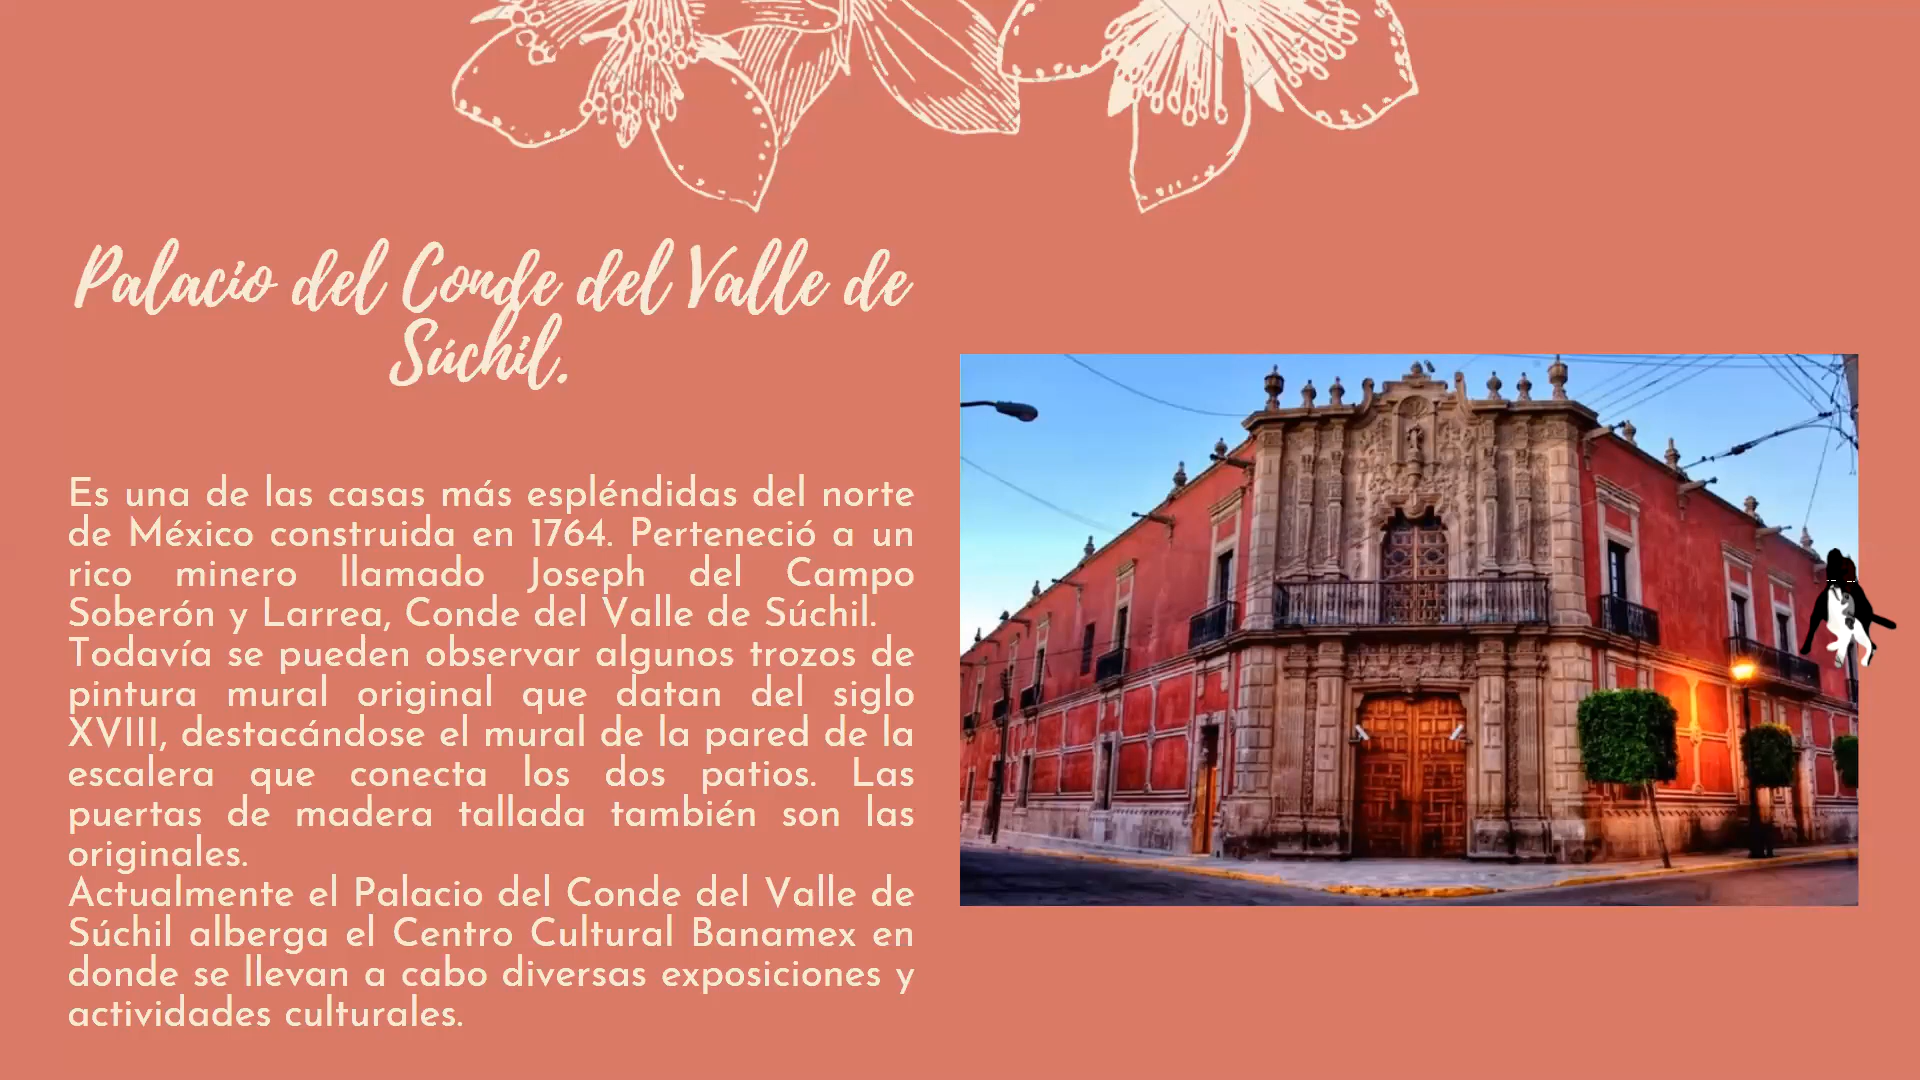 Palacio del Conde del Valle de
Súchil.
Es una de las casas más espléndidas del norte
de México construida en 1764. Perteneció a un
rico minero llamado Joseph del Campo
Soberón y Larrea, Conde del Valle de Súchil.
Todavía se pueden observar algunos trozos de
pintura mural original que datan del siglo
XVIII, destacándose el mural de la pared de la
escalera que conecta los dos patios. Las
puertas de madera tallada también son las
originales.
Actualmente el Palacio del Conde del Valle de
Súchil alberga el Centro Cultural Banamex en
donde se llevan a cabo diversas exposiciones y
actividades culturales.